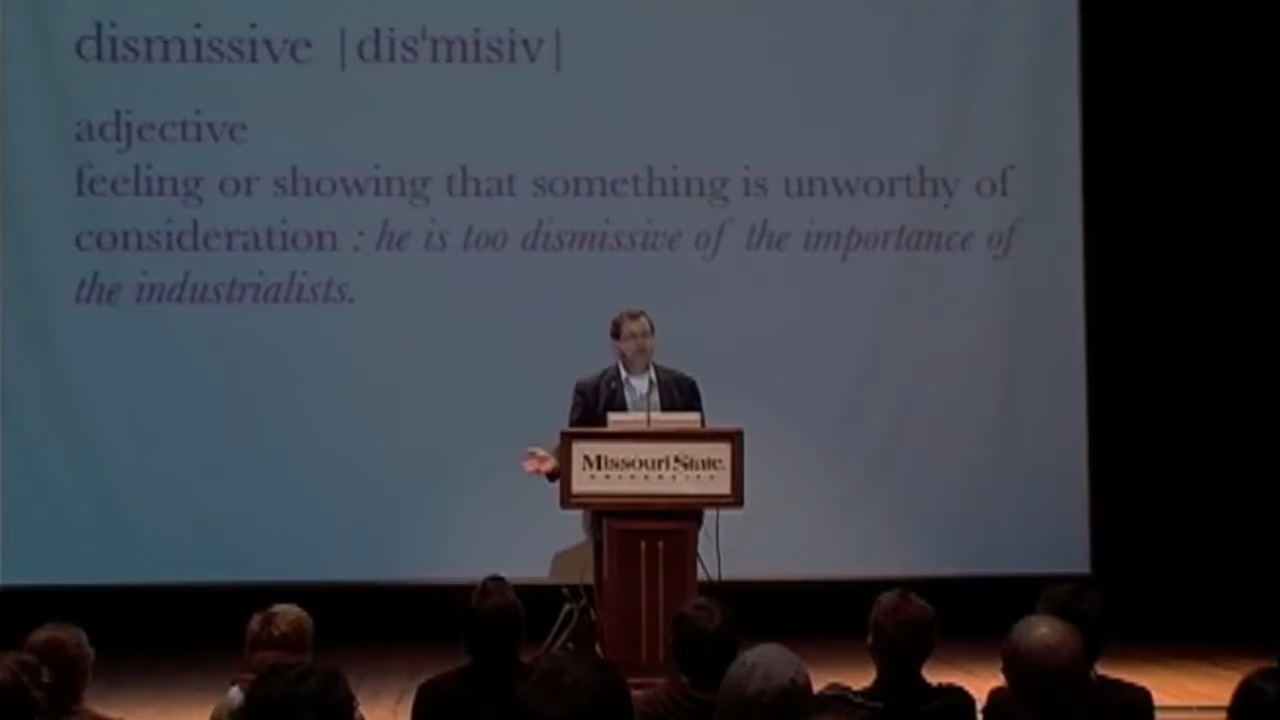 dismissive |dis'misiv|
adjective
feeling or showing that something is unworthy of
consideration : he is too dismissive of the importance of
the industrialists.
Missouri State.
UNIVERSITY